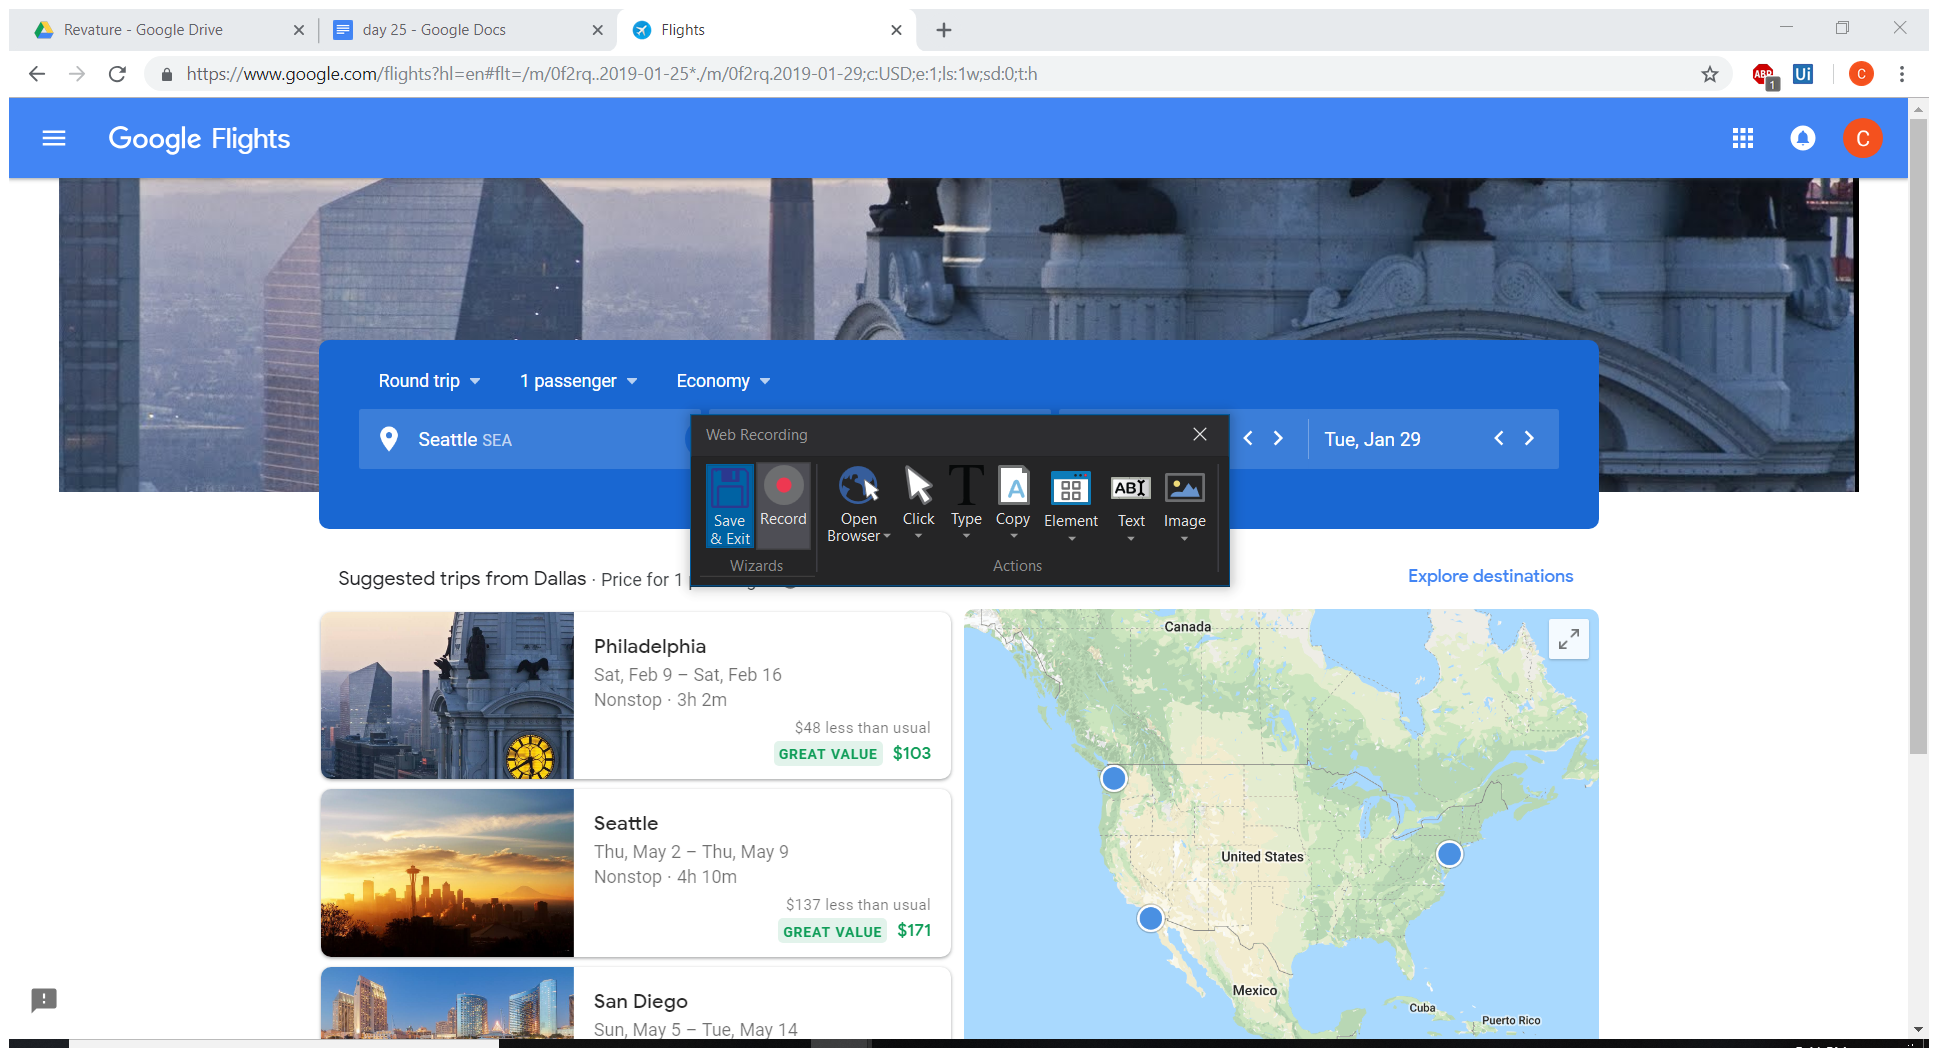 Revature - Google Drive
day 25 - Google Docs
Flights
https://www.google.com/flights?hl=en#flt=/m/0f2rq..2019-01-25*./m/0f2rq.2019-01-29;c:USD;e:1;ls:1w;sd:0;t:h
ABP
1
Ui
C
Google Flights
C
Round trip
1 passenger
Economy
Seattle SEA
Tue, Jan 29
Web Recording
Save & Exit
Record
Open Browser
Click
Type
Copy
Element
Text
Image
Wizards
Actions
Suggested trips from Dallas · Price for 1
Explore destinations
Philadelphia
Sat, Feb 9 – Sat, Feb 16
Nonstop · 3h 2m
$48 less than usual
GREAT VALUE $103
Seattle
Thu, May 2 – Thu, May 9
Nonstop · 4h 10m
$137 less than usual
GREAT VALUE $171
San Diego
Sun, May 5 – Tue, May 14
Canada
United States
Mexico
Cuba
Puerto Rico